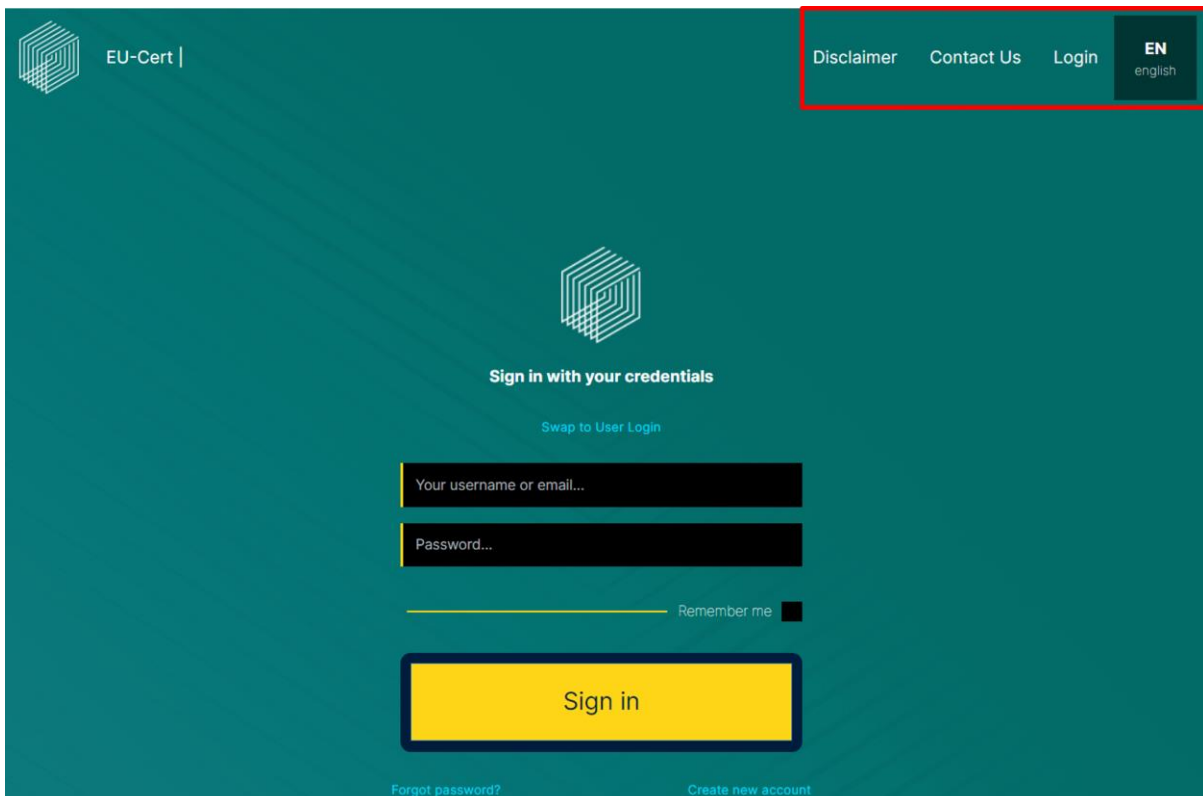 EU-Cert |
Disclaimer Contact Us Login EN
english
Sign in with your credentials
Swap to User Login
Your username or email...
Password...
Remember me
Sign in
Forgot password? Create new account